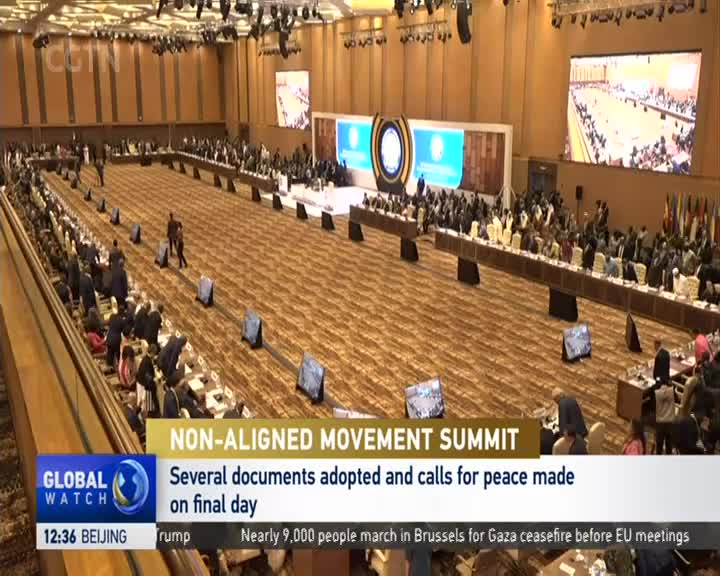 CGTN
NON-ALIGNED MOVEMENT SUMMIT
Several documents adopted and calls for peace made
on final day
GLOBAL
WATCH
12:36 BEIJING
Trump
Nearly 9,000 people march in Brussels for Gaza ceasefire before EU meetings